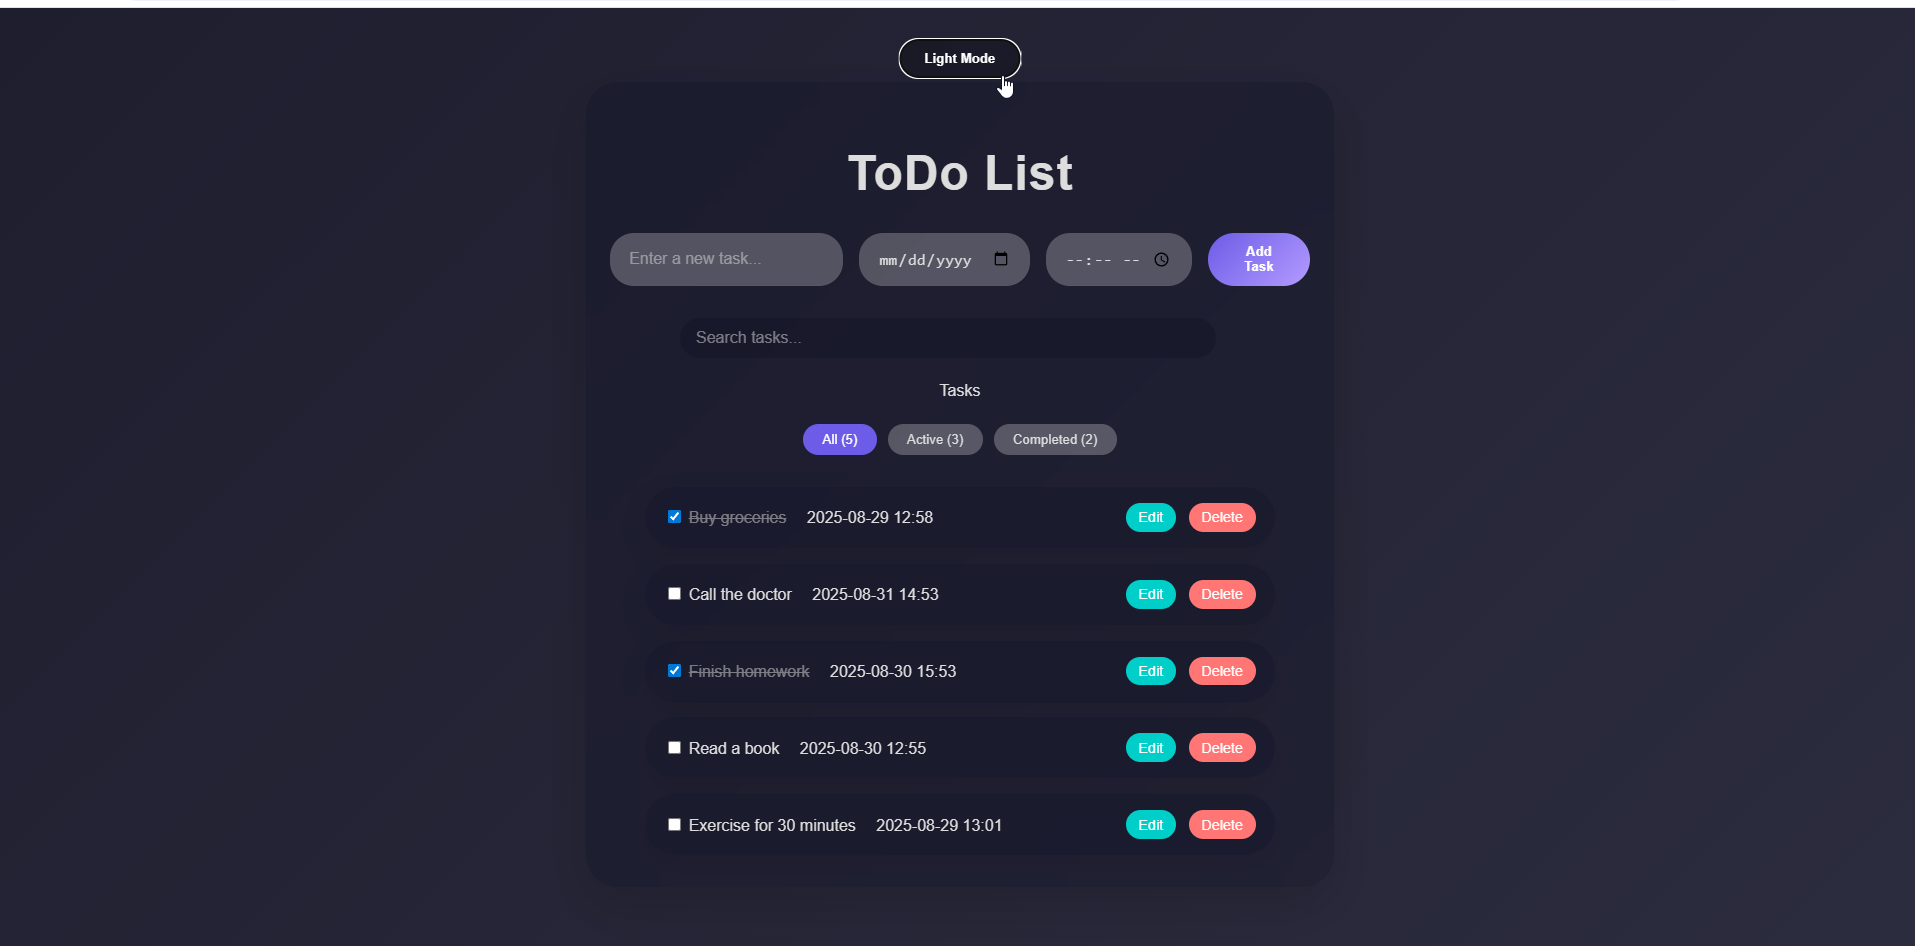 Light Mode
ToDo List
Enter a new task...
mm/dd/yyyy
--:-- --
Add
Task
Search tasks...
Tasks
All (5) Active (3) Completed (2)
Buy groceries 2025-08-29 12:58 Edit Delete
Call the doctor 2025-08-31 14:53 Edit Delete
Finish homework 2025-08-30 15:53 Edit Delete
Read a book 2025-08-30 12:55 Edit Delete
Exercise for 30 minutes 2025-08-29 13:01 Edit Delete